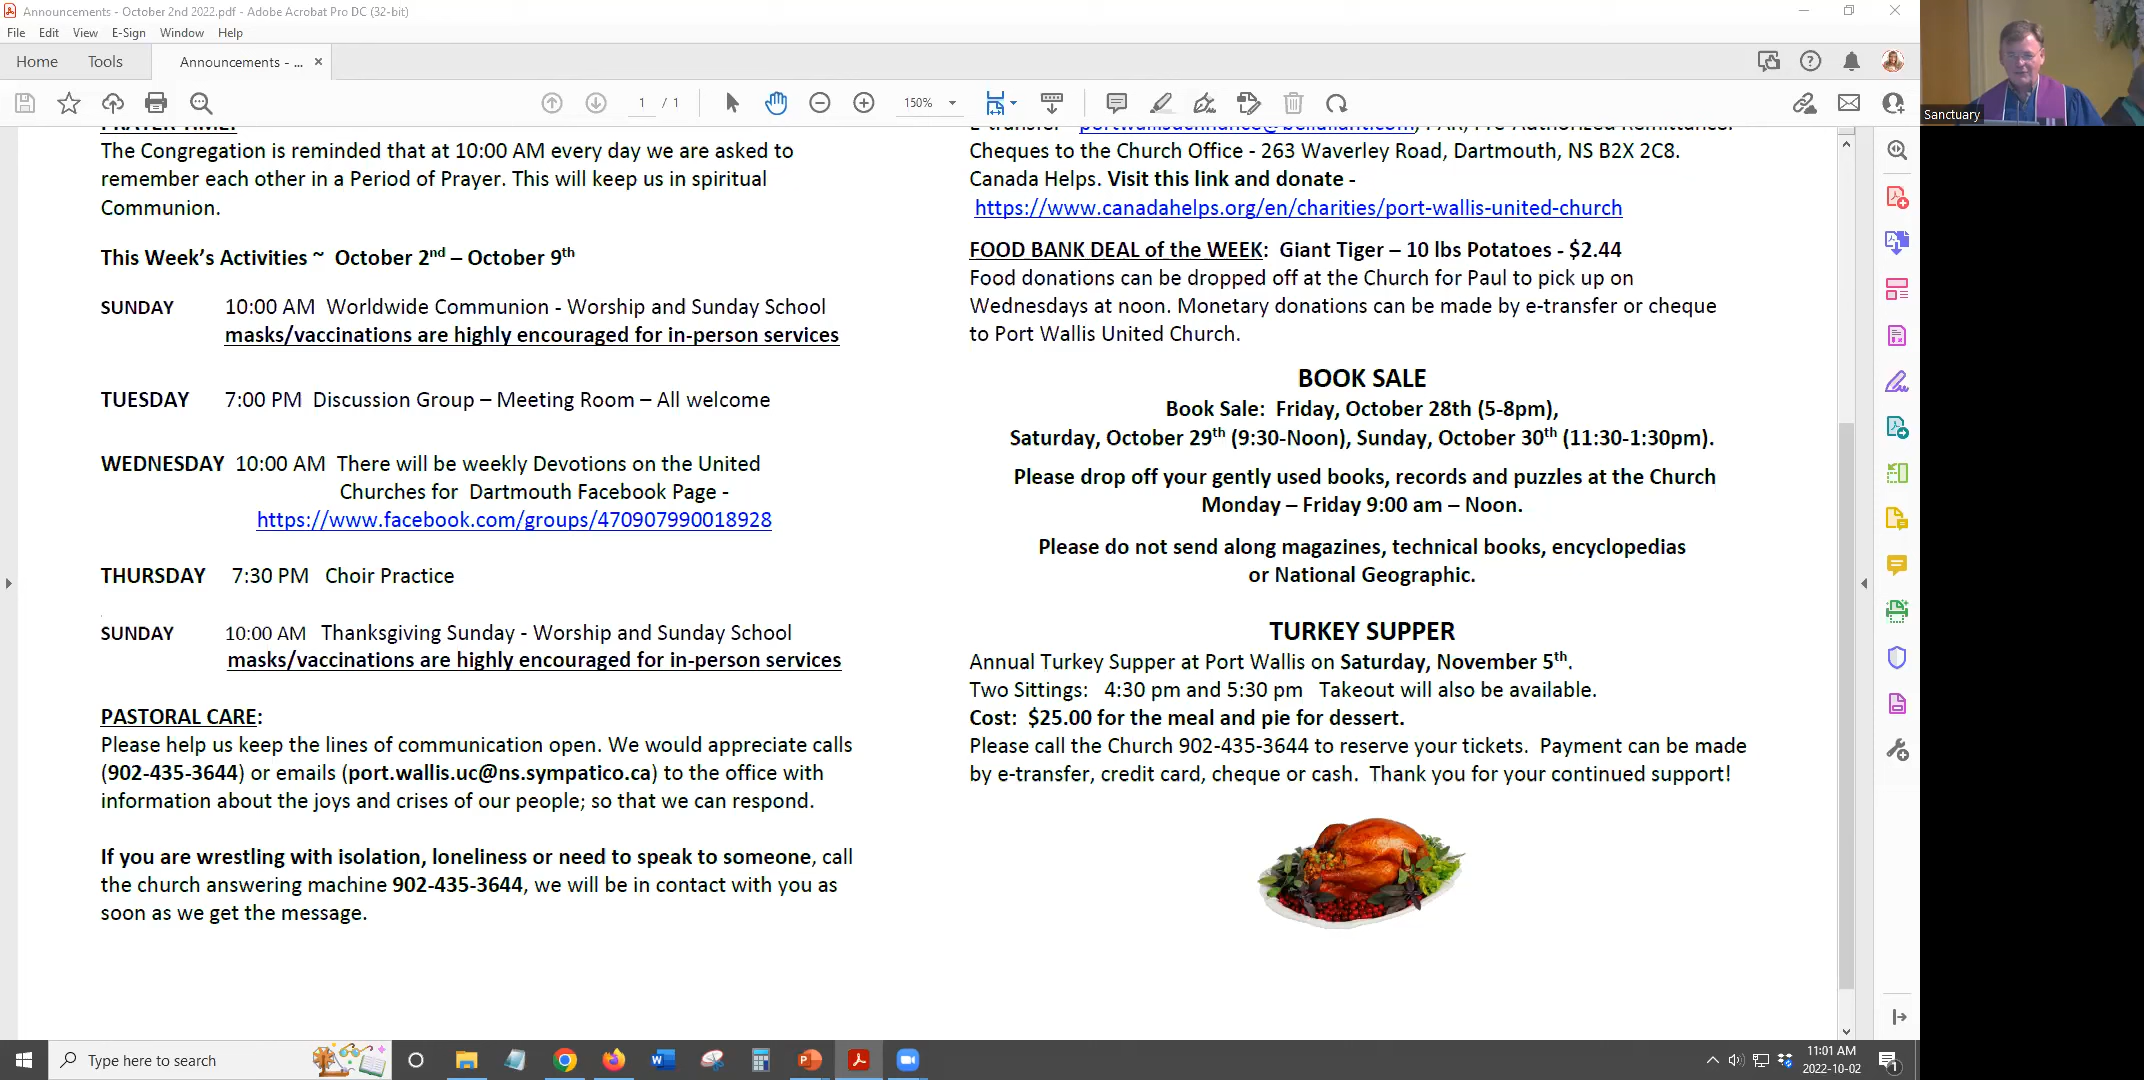 Announcements - October 2nd 2022.pdf - Adobe Acrobat Pro DC (32-bit)
File Edit View E-Sign Window Help
Home Tools Announcements - ... ×
1 / 1 150%
Sanctuary
PRAYER TIME:
The Congregation is reminded that at 10:00 AM every day we are asked to
remember each other in a Period of Prayer. This will keep us in spiritual
Communion.
This Week's Activities ~ October 2nd – October 9th
SUNDAY 10:00 AM Worldwide Communion - Worship and Sunday School
masks/vaccinations are highly encouraged for in-person services
TUESDAY 7:00 PM Discussion Group – Meeting Room – All welcome
WEDNESDAY 10:00 AM There will be weekly Devotions on the United
Churches for Dartmouth Facebook Page -
https://www.facebook.com/groups/470907990018928
THURSDAY 7:30 PM Choir Practice
SUNDAY 10:00 AM Thanksgiving Sunday - Worship and Sunday School
masks/vaccinations are highly encouraged for in-person services
PASTORAL CARE:
Please help us keep the lines of communication open. We would appreciate calls
(902-435-3644) or emails (port.wallis.uc@ns.sympatico.ca) to the office with
information about the joys and crises of our people; so that we can respond.
If you are wrestling with isolation, loneliness or need to speak to someone, call
the church answering machine 902-435-3644, we will be in contact with you as
soon as we get the message.
E-transfer - PAR, Pre-Authorized Remittance.
Cheques to the Church Office - 263 Waverley Road, Dartmouth, NS B2X 2C8.
Canada Helps. Visit this link and donate -
https://www.canadahelps.org/en/charities/port-wallis-united-church
FOOD BANK DEAL of the WEEK: Giant Tiger – 10 lbs Potatoes - $2.44
Food donations can be dropped off at the Church for Paul to pick up on
Wednesdays at noon. Monetary donations can be made by e-transfer or cheque
to Port Wallis United Church.
BOOK SALE
Book Sale: Friday, October 28th (5-8pm),
Saturday, October 29th (9:30-Noon), Sunday, October 30th (11:30-1:30pm).
Please drop off your gently used books, records and puzzles at the Church
Monday – Friday 9:00 am – Noon.
Please do not send along magazines, technical books, encyclopedias
or National Geographic.
TURKEY SUPPER
Annual Turkey Supper at Port Wallis on Saturday, November 5th.
Two Sittings: 4:30 pm and 5:30 pm Takeout will also be available.
Cost: $25.00 for the meal and pie for dessert.
Please call the Church 902-435-3644 to reserve your tickets. Payment can be made
by e-transfer, credit card, cheque or cash. Thank you for your continued support!
Type here to search
11:01 AM
2022-10-02
1